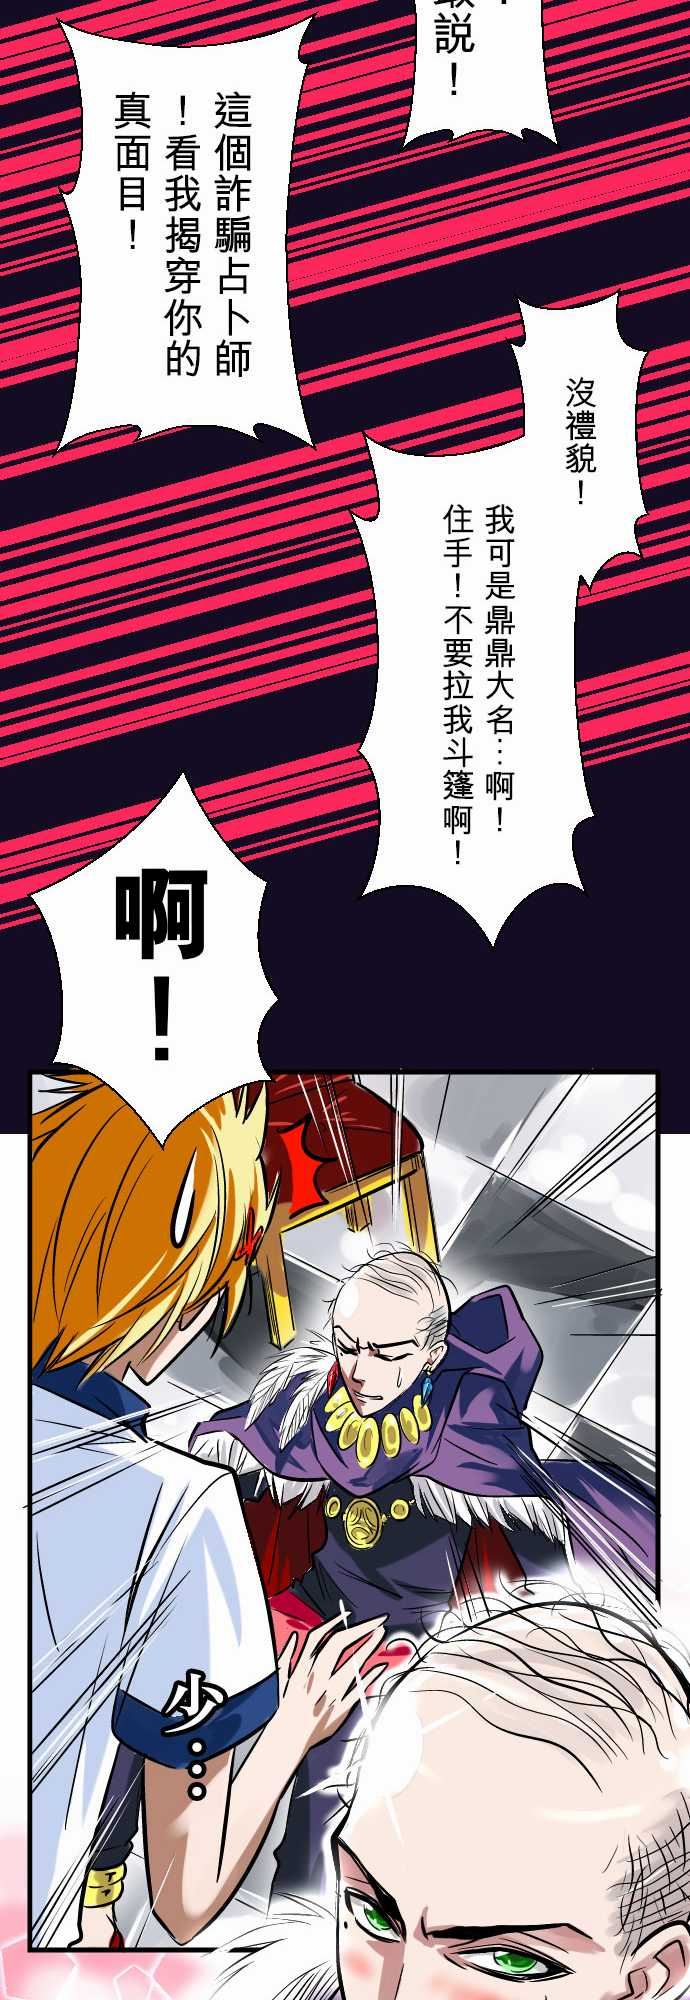 說！
這個詐騙占卜師
！看我揭穿你的
真面目！
沒禮貌！
我可是鼎鼎大名…啊！
住手！不要拉我斗篷啊！
啊！
少…